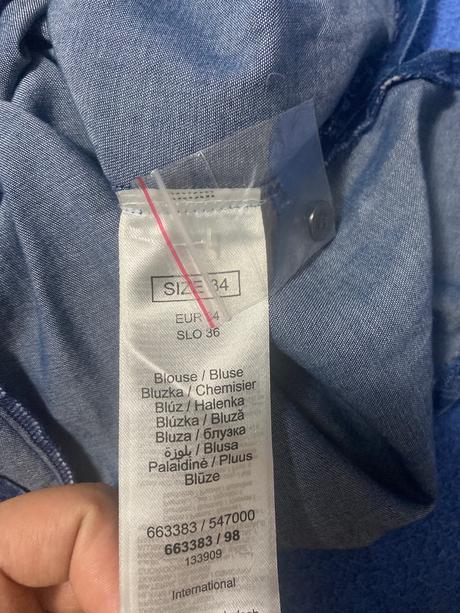 SIZE 34
EUR 34
SLO 36
Blouse / Bluse
Bluzka / Chemisier
Blúz / Halenka
Blúzka / Bluză
Bluza / блузка
بلوزة / Blusa
Palaidinė / Pluus
Blūze
663383 / 547000
663383 / 98
133909
International